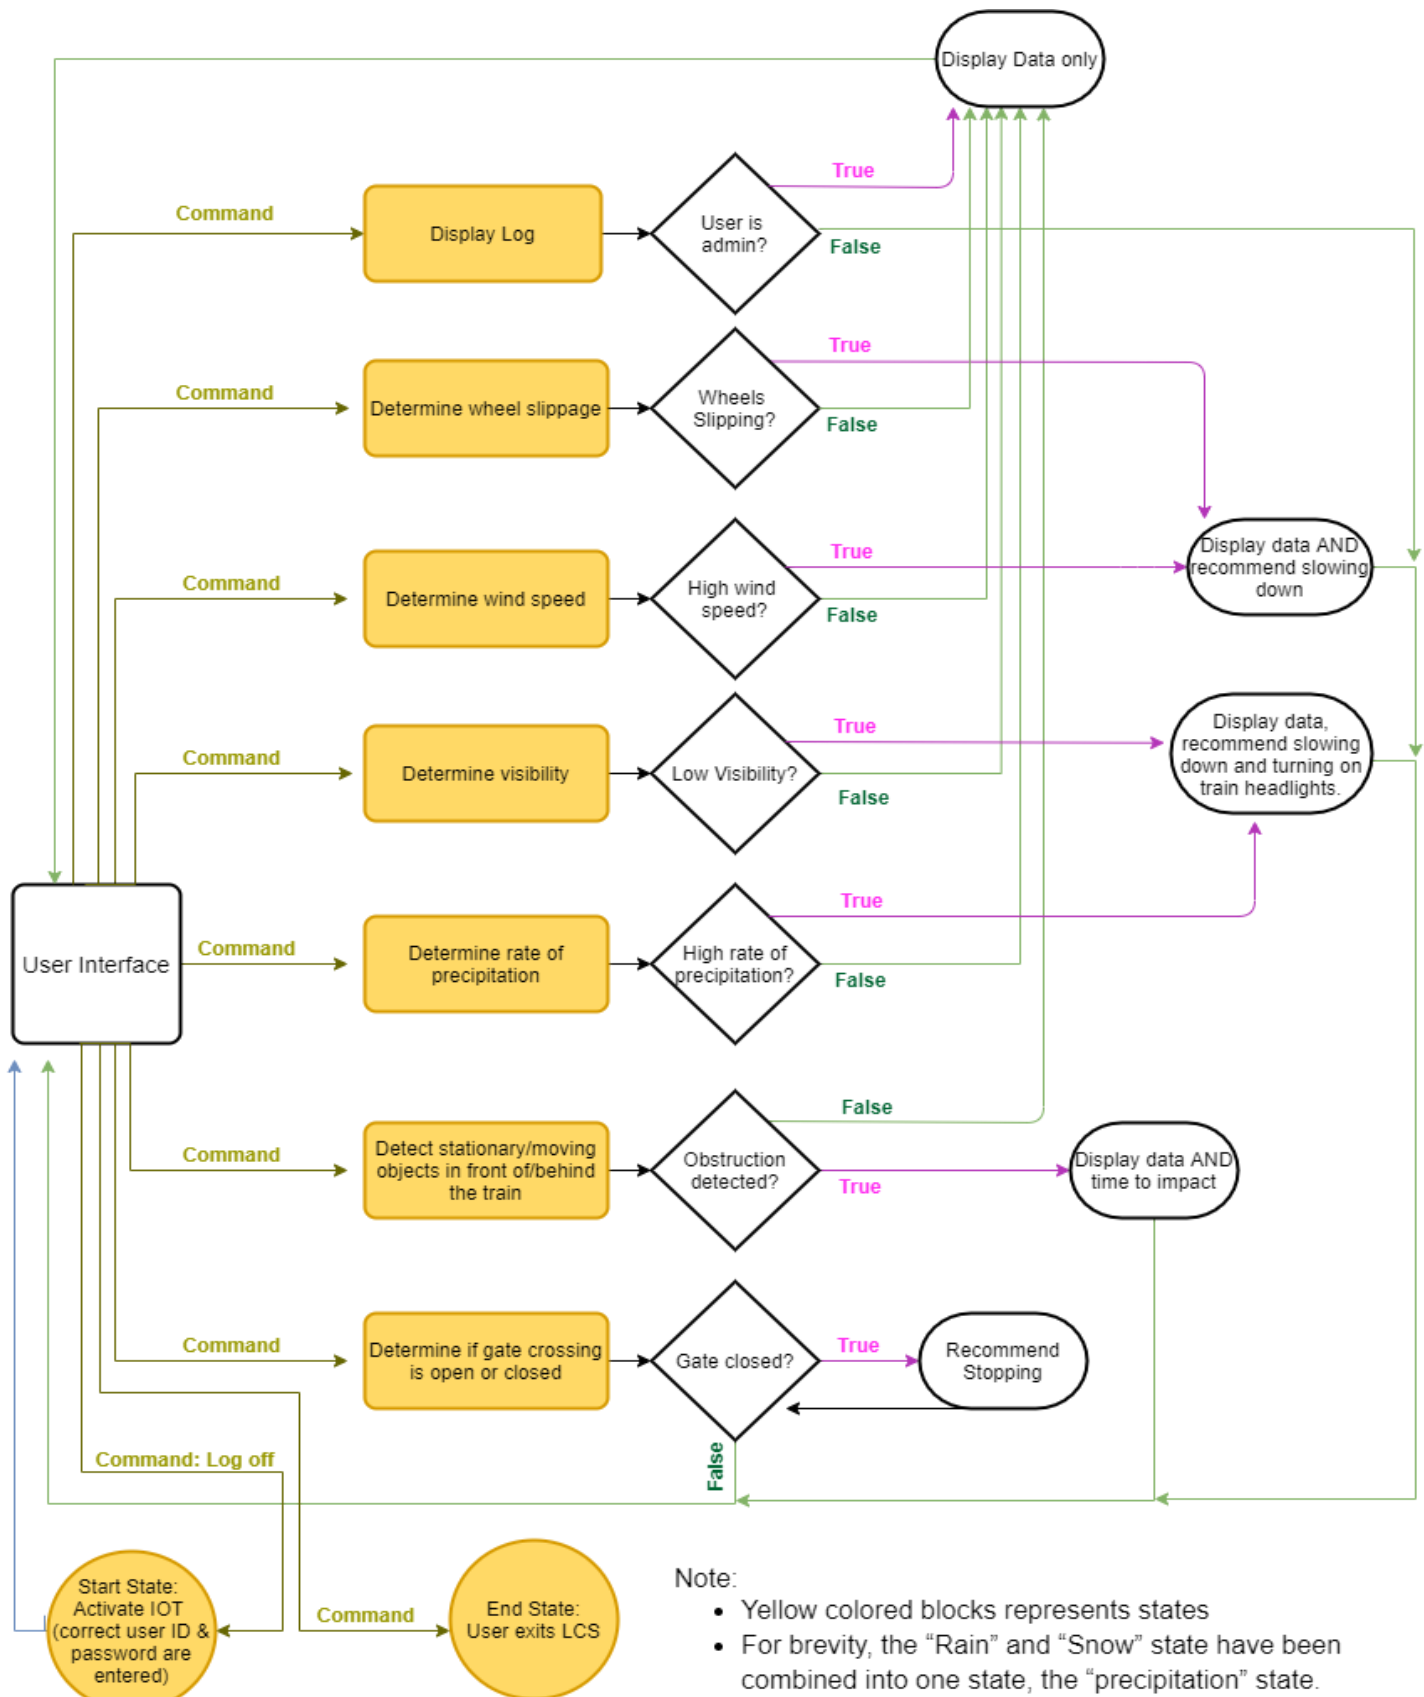 Display Data only
True
Command
Display Log
User is
admin?
False
True
Command
Determine wheel slippage
Wheels
Slipping?
False
True
Display data AND
recommend slowing
down
Command
Determine wind speed
High wind
speed?
False
True
Display data,
recommend slowing
down and turning on
train headlights.
Command
Determine visibility
Low Visibility?
False
True
User Interface
Command
Determine rate of
precipitation
High rate of
precipitation?
False
False
Command
Detect stationary/moving
objects in front of/behind
the train
Obstruction
detected?
True
Display data AND
time to impact
Command
Determine if gate crossing
is open or closed
Gate closed?
True
Recommend
Stopping
False
Command: Log off
Start State:
Activate IOT
(correct user ID &
password are
entered)
Command
End State:
User exits LCS
Note:
• Yellow colored blocks represents states
• For brevity, the “Rain” and “Snow” state have been
combined into one state, the “precipitation” state.